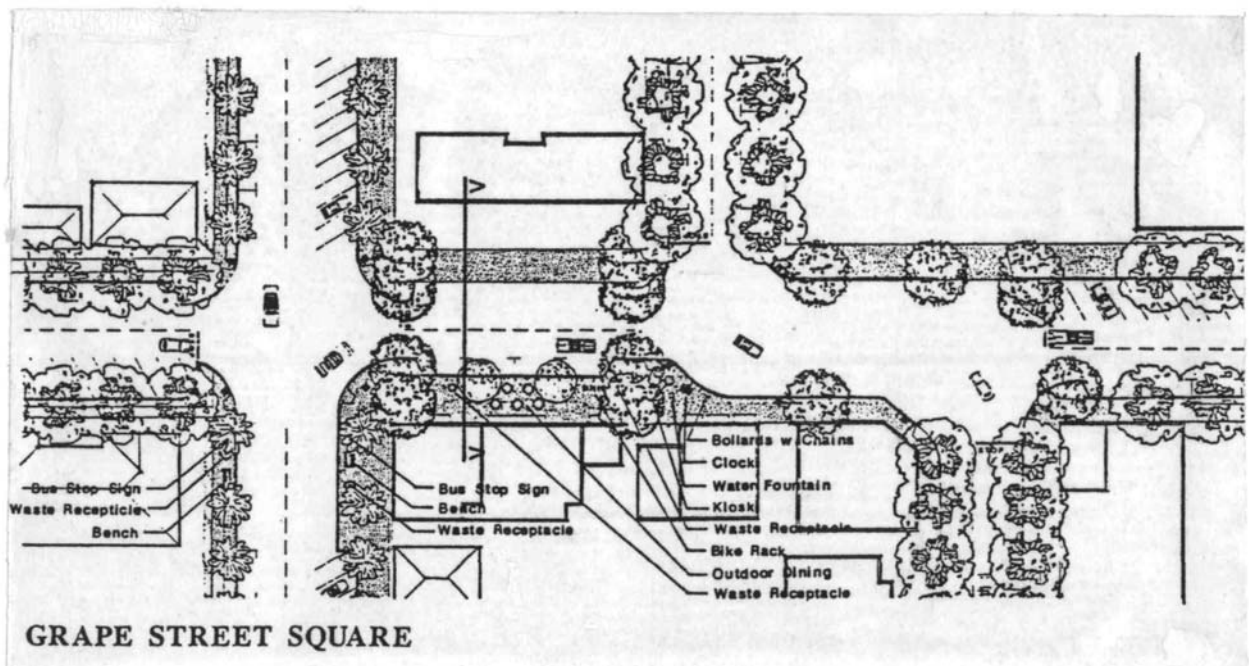 Bus Stop Sign
Waste Recepticle
Bench
Bus Stop Sign
Bench
Waste Receptacle
Bollards w/ Chains
Clock
Water Fountain
Kiosk
Waste Receptacle
Bike Rack
Outdoor Dining
Waste Receptacle
STOP
GRAPE STREET SQUARE